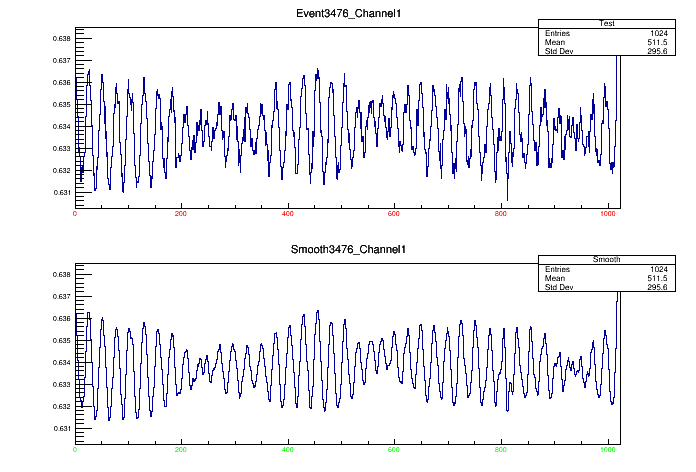 Event3476_Channel1
Test
Entries 1024
Mean 511.5
Std Dev 295.6
0.638
0.637
0.636
0.635
0.634
0.633
0.632
0.631
0 200 400 600 800 1000
Smooth3476_Channel1
Smooth
Entries 1024
Mean 511.5
Std Dev 295.6
0.638
0.637
0.636
0.635
0.634
0.633
0.632
0.631
0 200 400 600 800 1000